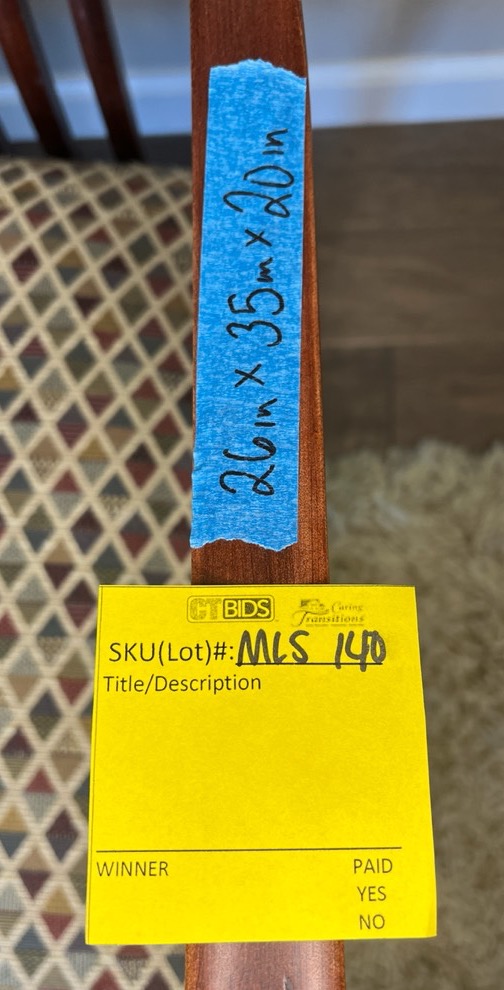 26in x 35in x 20in
CTBIDS
Caring
Transitions
SKU(Lot)#: MLS 140
Title/Description
WINNER
PAID
YES
NO